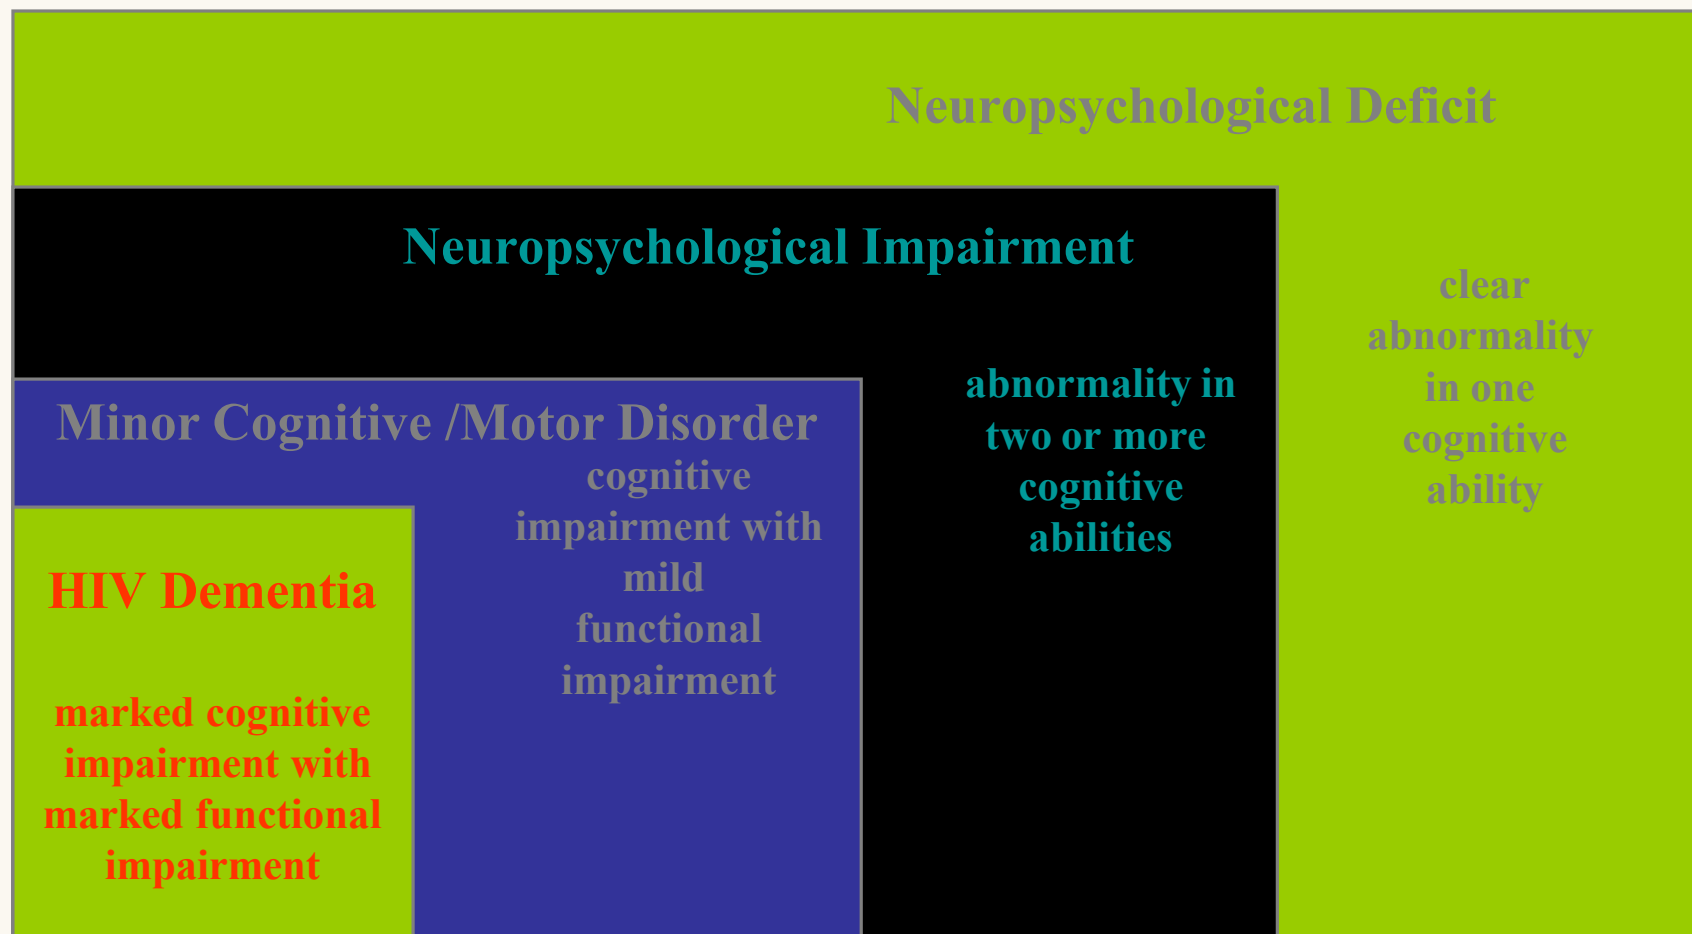 Neuropsychological Deficit
clear
abnormality
in one
cognitive
ability
Neuropsychological Impairment
abnormality in
two or more
cognitive
abilities
Minor Cognitive /Motor Disorder
cognitive
impairment with
mild
functional
impairment
HIV Dementia
marked cognitive
impairment with
marked functional
impairment